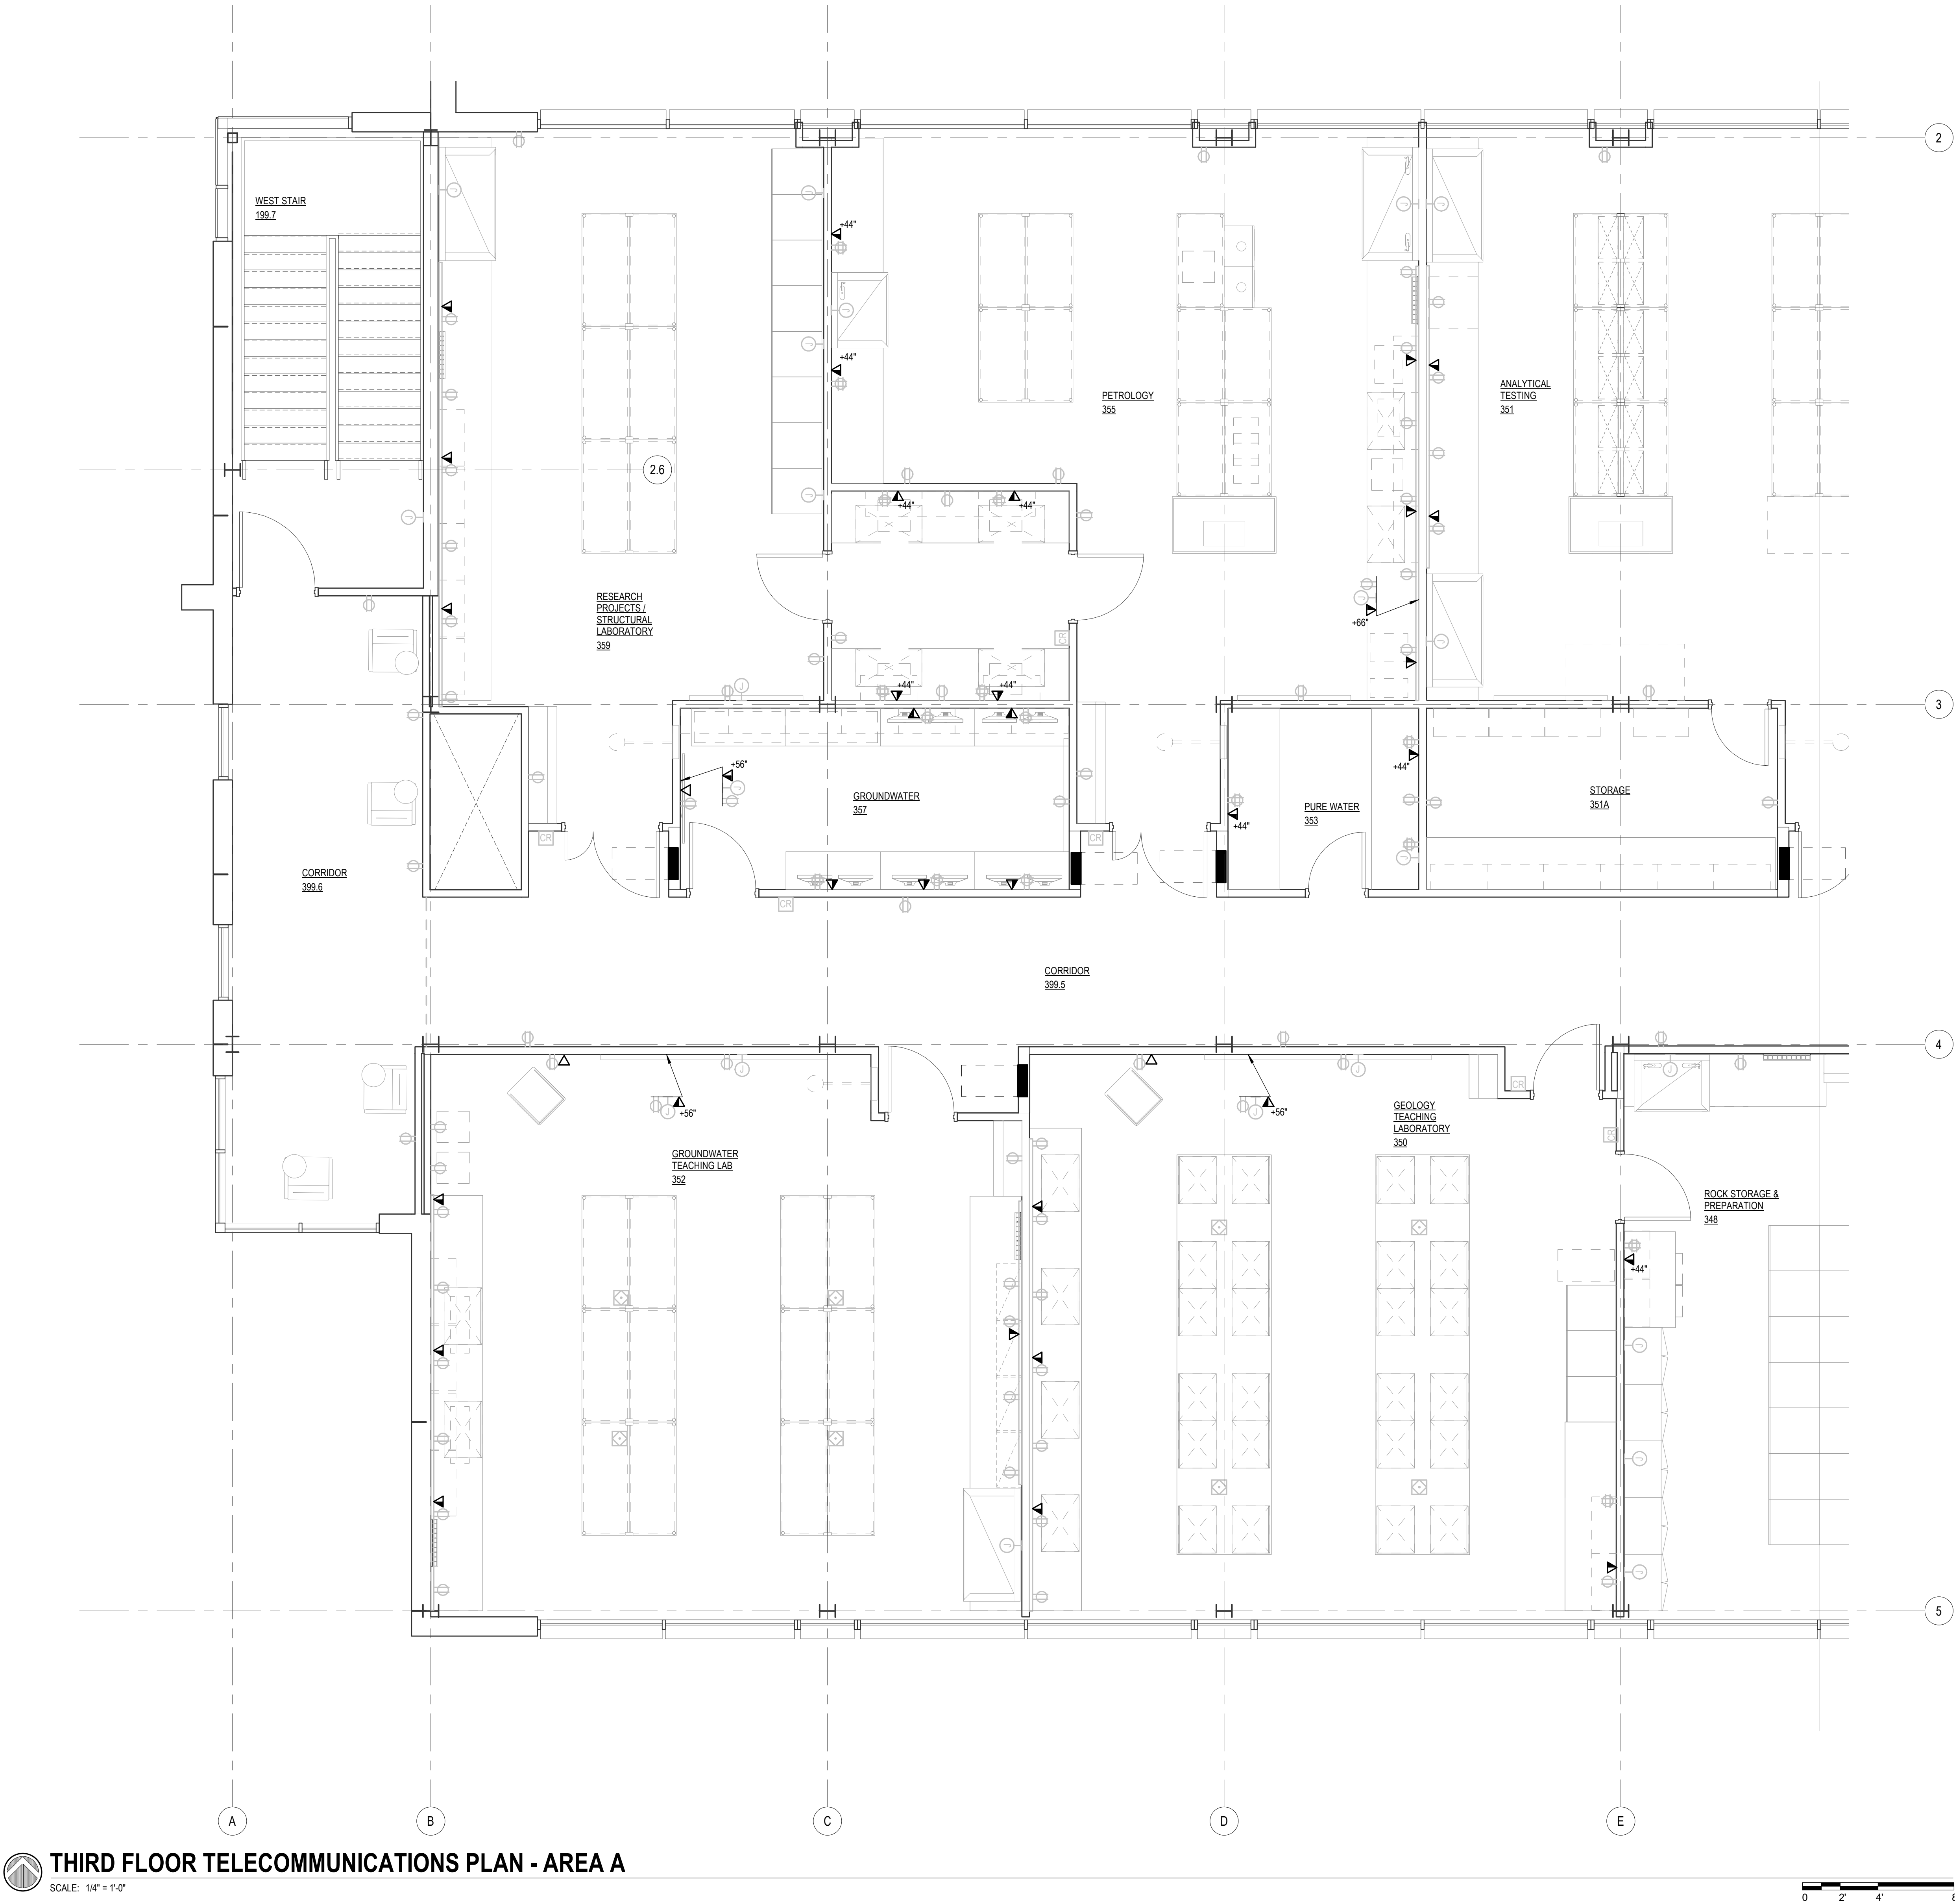 2
WEST STAIR
199.7
J
J
J
J
J
+44"
J
+44"
J
ANALYTICAL
TESTING
351
PETROLOGY
355
2.6
J
J
+44"
+44"
RESEARCH
PROJECTS /
STRUCTURAL
LABORATORY
359
J
+66"
CR
J
+44"
+44"
J
3
+56"
J
+44"
GROUNDWATER
357
STORAGE
351A
PURE WATER
353
+44"
CR
CR
J
CORRIDOR
399.6
CR
CORRIDOR
399.5
4
J
J
J
CR
J
+56"
J
+56"
GEOLOGY
TEACHING
LABORATORY
350
CR
GROUNDWATER
TEACHING LAB
352
ROCK STORAGE &
PREPARATION
348
+44"
J
J
J
J
5
A
B
C
D
E
THIRD FLOOR TELECOMMUNICATIONS PLAN - AREA A
SCALE: 1/4" = 1'-0"
0 2' 4'